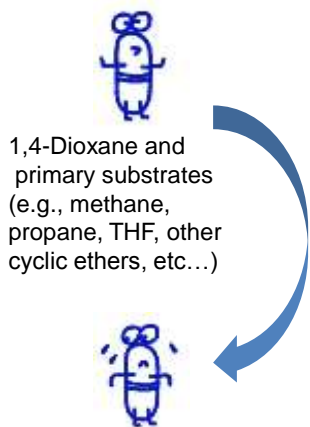 1,4-Dioxane and
primary substrates
(e.g., methane,
propane, THF, other
cyclic ethers, etc…)